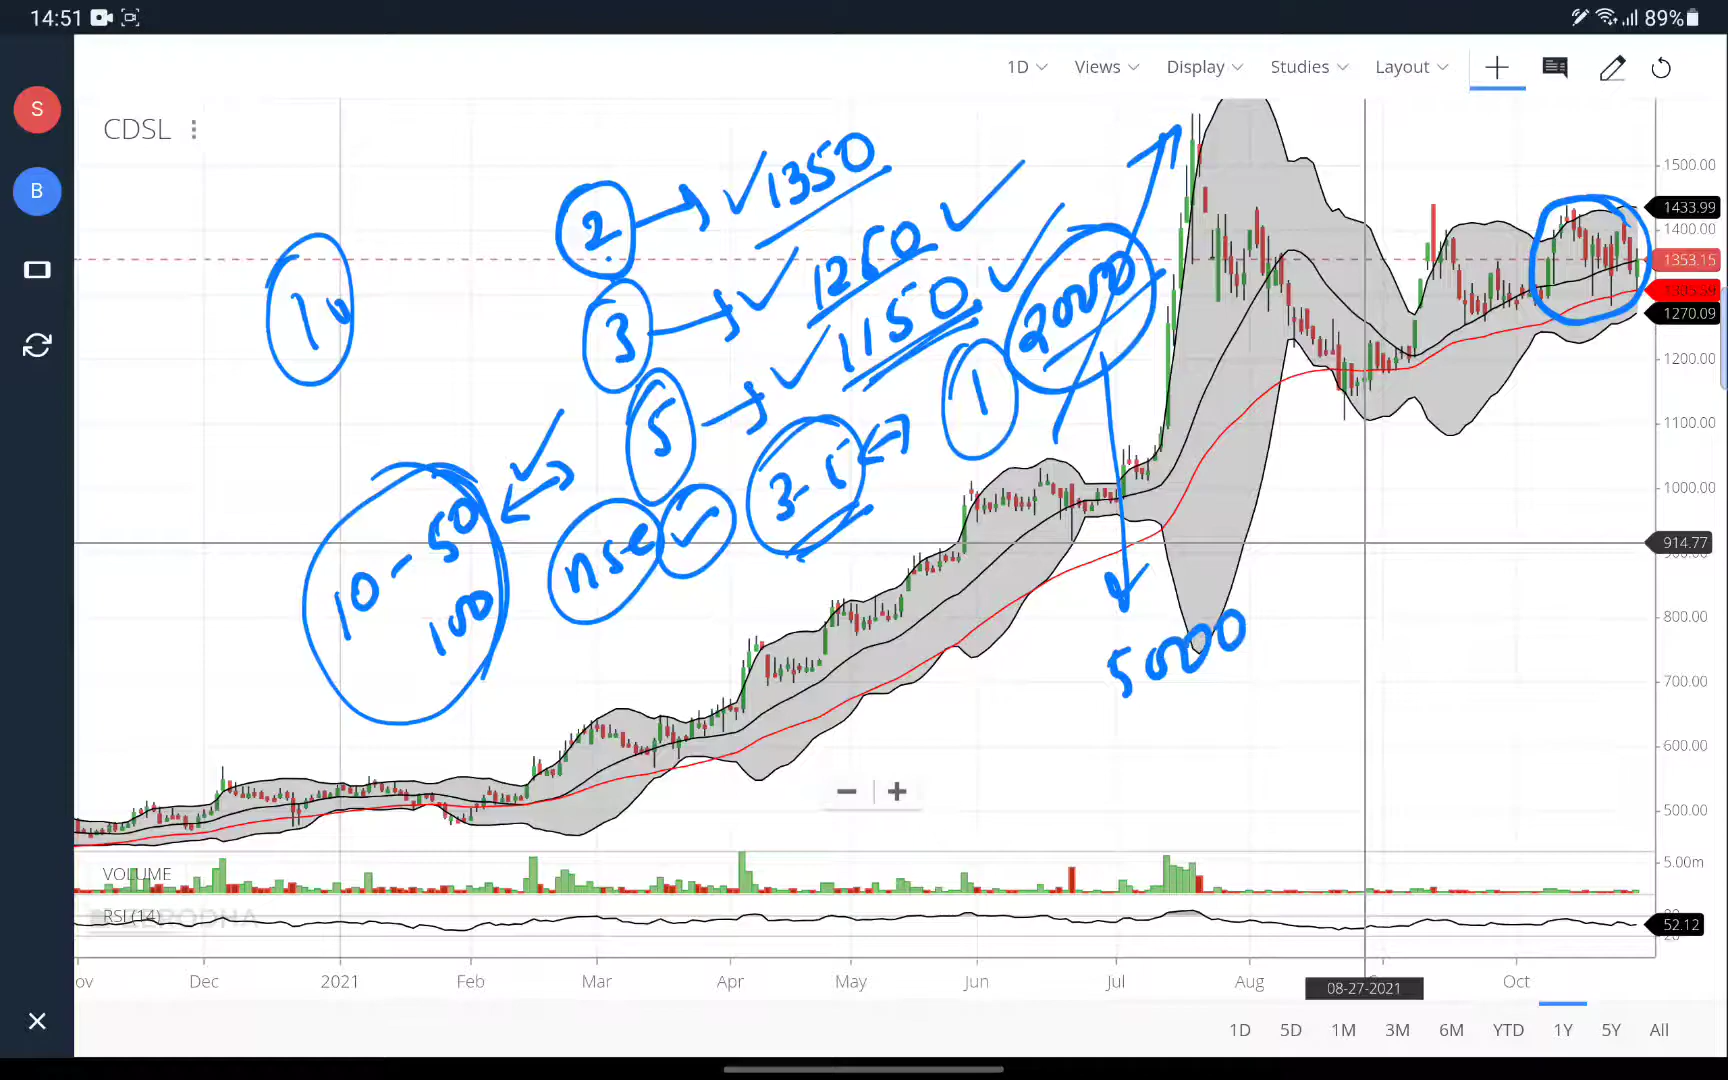 14:51 89%
S
B
1D Views Display Studies Layout
CDSL
1500.00
1433.99
1400.00
1353.15
1270.09
1200.00
1100.00
1000.00
914.77
800.00
700.00
600.00
500.00
2 → ✓ 1350
3 → ✓ 1260 ✓
5 → ✓ 1150 ✓
10
1
2000
5000
3-
nse ✓
10 - 50
100
− +
VOLUME
5.00m
RSI(14)
ZERODHA
52.12
ov Dec 2021 Feb Mar Apr May Jun Jul Aug Oct
08-27-2021
1D 5D 1M 3M 6M YTD 1Y 5Y All